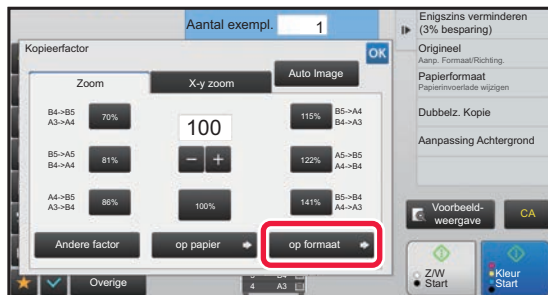 Aantal exempl. 1
Kopieerfactor
OK
Zoom
X-y zoom
Auto Image
B4->B5
A3->A4
70%
100
115%
B5->A4
B4->A3
B5->A5
B4->A4
81%
122%
A5->B5
A4->B4
A4->B5
A3->B4
86%
100%
141%
B5->B4
A4->A3
Andere factor
op papier
op formaat
Overige
4 A3
Enigszins verminderen
(3% besparing)
Origineel
Aanp. Formaat/Richting.
Papierformaat
Papierinvoerlade wijzigen
Dubbelz. Kopie
Aanpassing Achtergrond
Voorbeeld-
weergave
CA
Z/W
Start
Kleur
Start